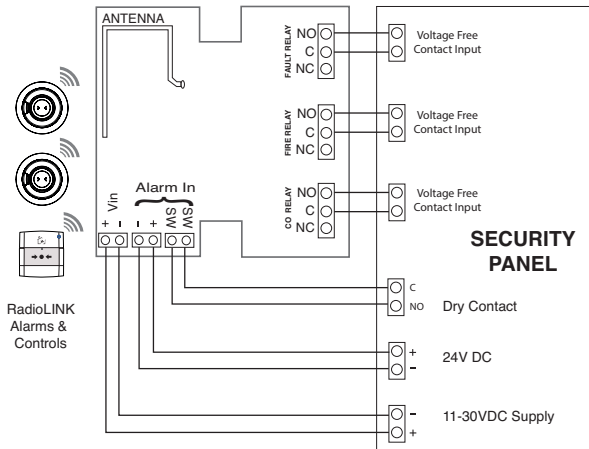 ANTENNA
FAULT RELAY
NO
C
NC
Voltage Free
Contact Input
FIRE RELAY
NO
C
NC
Voltage Free
Contact Input
CO RELAY
NO
C
NC
Voltage Free
Contact Input
Alarm In
Vin
+ - - + SW SW
SECURITY
PANEL
RadioLINK
Alarms &
Controls
C
NO
Dry Contact
+
-
24V DC
-
+
11-30VDC Supply